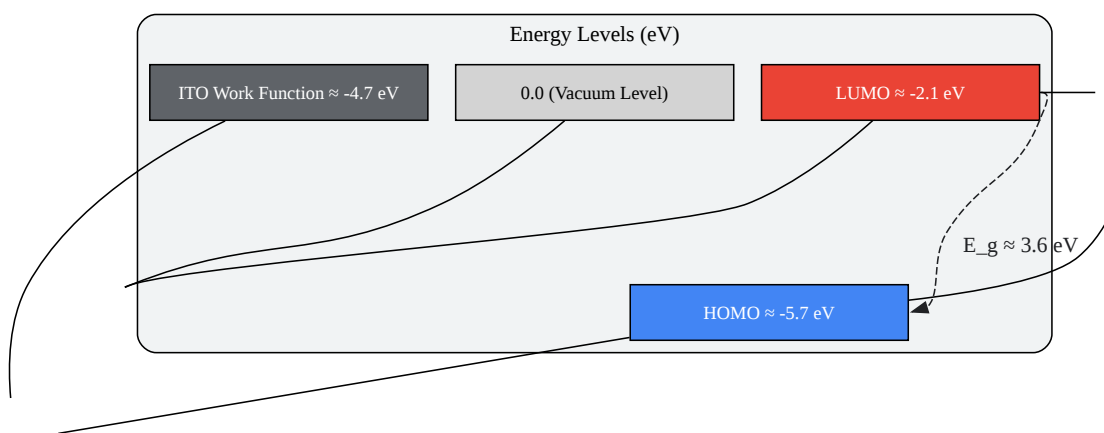 Energy Levels (eV)
ITO Work Function ≈ -4.7 eV
0.0 (Vacuum Level)
LUMO ≈ -2.1 eV
E_g ≈ 3.6 eV
HOMO ≈ -5.7 eV